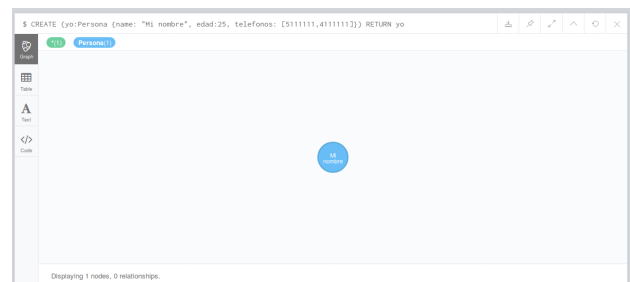 $ CREATE (yo:Persona {name: "Mi nombre", edad:25, telefonos: [5111111,4111111]}) RETURN yo
*(1) Persona(1)
Graph
Table
A
Text
</>
Code
Mi
nombre
Displaying 1 nodes, 0 relationships.